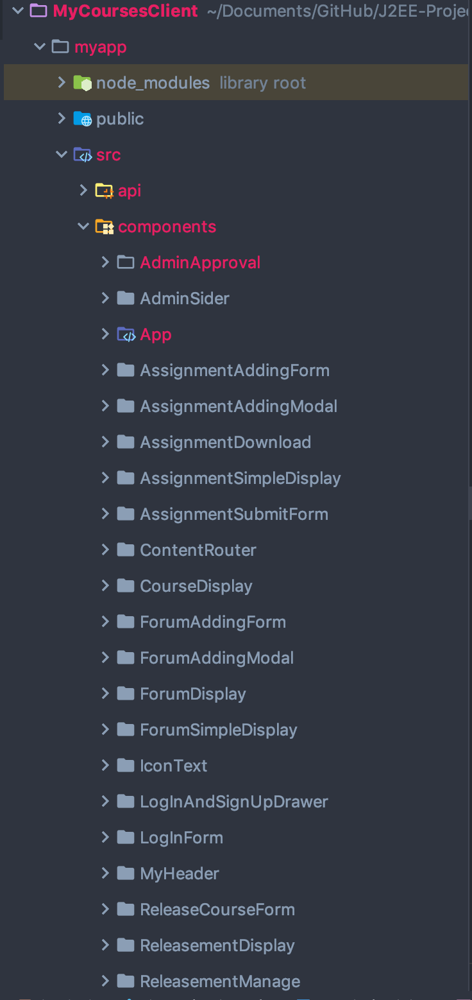 MyCoursesClient ~/Documents/GitHub/J2EE-Proje
myapp
node_modules library root
public
src
api
components
AdminApproval
AdminSider
App
AssignmentAddingForm
AssignmentAddingModal
AssignmentDownload
AssignmentSimpleDisplay
AssignmentSubmitForm
ContentRouter
CourseDisplay
ForumAddingForm
ForumAddingModal
ForumDisplay
ForumSimpleDisplay
IconText
LogInAndSignUpDrawer
LogInForm
MyHeader
ReleaseCourseForm
ReleasementDisplay
ReleasementManage